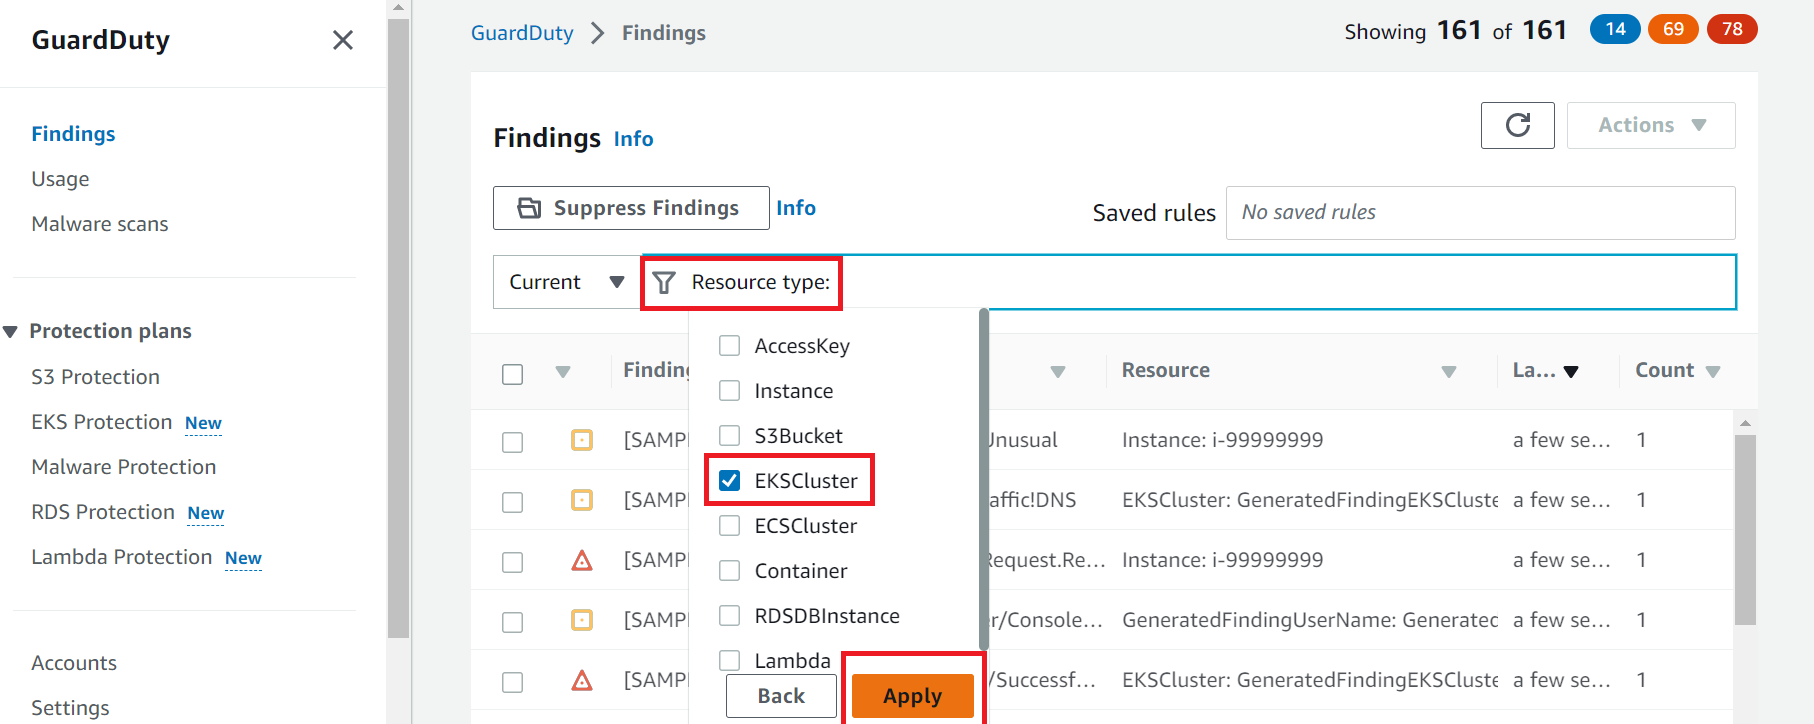 GuardDuty
Findings
Usage
Malware scans
Protection plans
S3 Protection
EKS Protection New
Malware Protection
RDS Protection New
Lambda Protection New
Accounts
Settings
GuardDuty Findings
Showing 161 of 161 14 69 78
Findings Info
Actions
Suppress Findings Info
Saved rules No saved rules
Current Resource type:
AccessKey
Instance
S3Bucket
EKSCluster
ECSCluster
Container
RDSDBInstance
Lambda
Back Apply
Finding Resource La... Count
[SAMP Unusual Instance: i-99999999 a few se... 1
[SAMP affic!DNS EKSCluster: GeneratedFindingEKSCluste a few se... 1
[SAMP Request.Re... Instance: i-99999999 a few se... 1
[SAMP er/Console... GeneratedFindingUserName: Generated a few se... 1
[SAMP /Successf... EKSCluster: GeneratedFindingEKSCluste a few se... 1